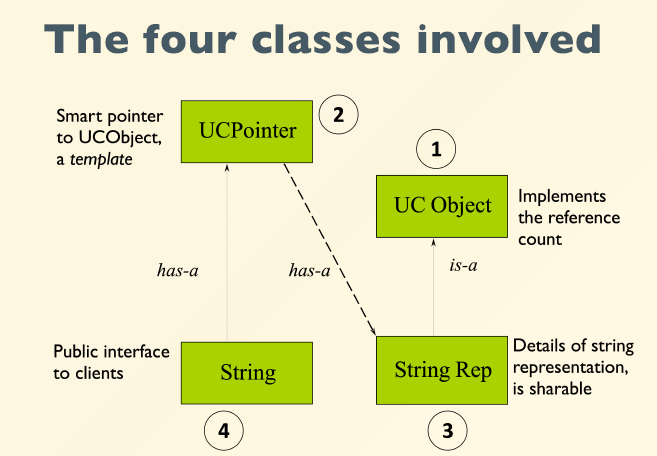 The four classes involved
Smart pointer
to UCObject,
a template
UCPointer
2
1
UC Object
Implements
the reference
count
has-a
has-a
is-a
Public interface
to clients
String
String Rep
Details of string
representation,
is sharable
4
3